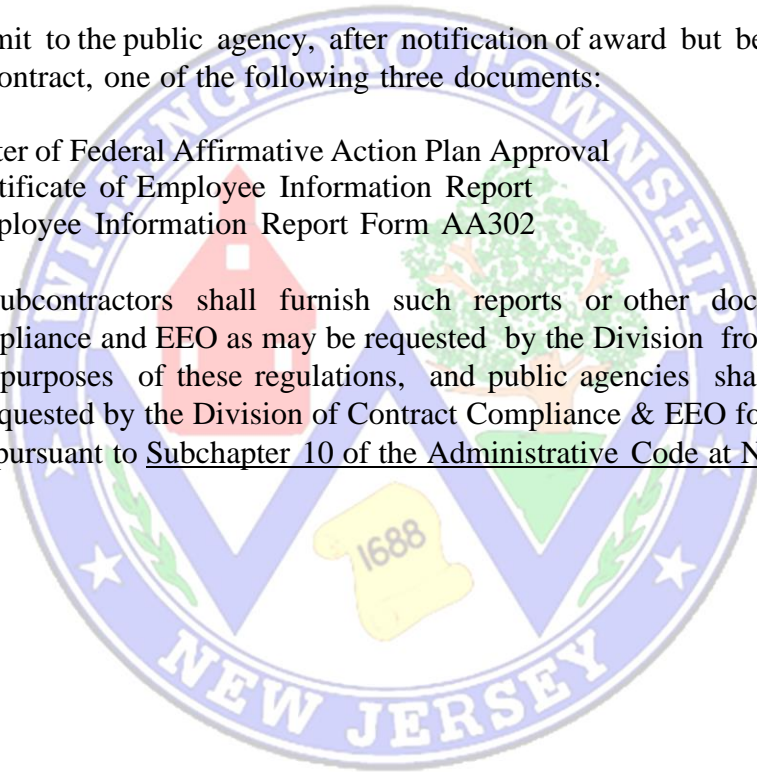 mit to the public agency, after notification of award but be
ontract, one of the following three documents:
ter of Federal Affirmative Action Plan Approval
tificate of Employee Information Report
ployee Information Report Form AA302
ubcontractors shall furnish such reports or other doc
pliance and EEO as may be requested by the Division fro
purposes of these regulations, and public agencies sha
quested by the Division of Contract Compliance & EEO fo
pursuant to Subchapter 10 of the Administrative Code at N
WILLINGBORO TOWNSHIP
1688
NEW JERSEY